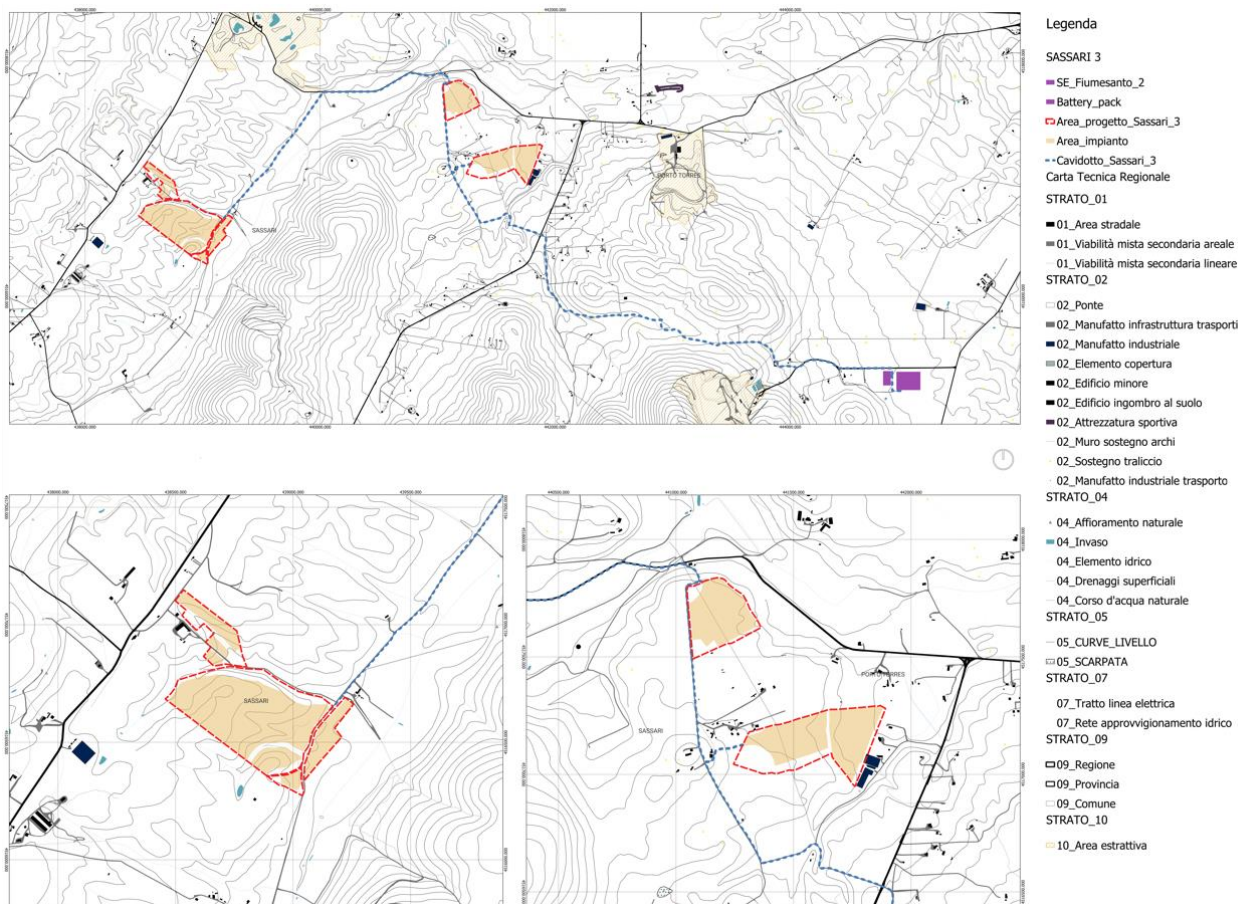 Legenda
SASSARI 3
SE_Fiumesanto_2
Battery_pack
Area_progetto_Sassari_3
Area_impianto
Cavidotto_Sassari_3
Carta Tecnica Regionale
STRATO_01
01_Area stradale
01_Viabilità mista secondaria areale
01_Viabilità mista secondaria lineare
STRATO_02
02_Ponte
02_Manufatto infrastruttura trasporti
02_Manufatto industriale
02_Elemento copertura
02_Edificio minore
02_Edificio ingombro al suolo
02_Attrezzatura sportiva
02_Muro sostegno archi
02_Sostegno traliccio
02_Manufatto industriale trasporto
STRATO_04
04_Affioramento naturale
04_Invaso
04_Elemento idrico
04_Drenaggi superficiali
04_Corso d'acqua naturale
STRATO_05
05_CURVE_LIVELLO
05_SCARPATA
STRATO_07
07_Tratto linea elettrica
07_Rete approvvigionamento idrico
STRATO_09
09_Regione
09_Provincia
09_Comune
STRATO_10
10_Area estrattiva
SASSARI
PORTO TORRES
SASSARI
SASSARI
PORTO TORRES